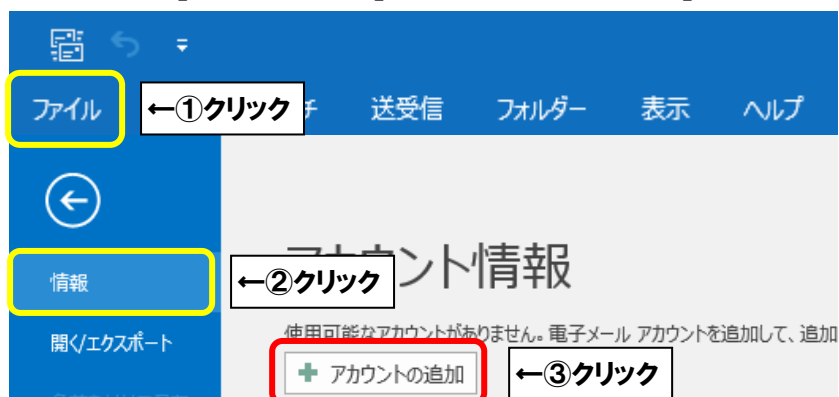 ファイル ←①クリック 送受信 フォルダー 表示 ヘルプ
アカウント情報
情報 ←②クリック
使用可能なアカウントがありません。電子メール アカウントを追加して、追加
開く/エクスポート
アカウントの追加 ←③クリック